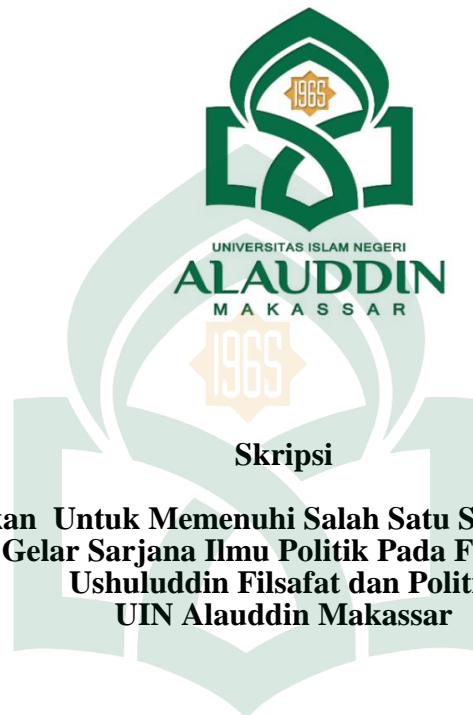 1965
UNIVERSITAS ISLAM NEGERI
ALAUDDIN
MAKASSAR
1965
Skripsi
Untuk Memenuhi Salah Satu
Gelar Sarjana Ilmu Politik Pada
Ushuluddin Filsafat dan
UIN Alauddin Makassar